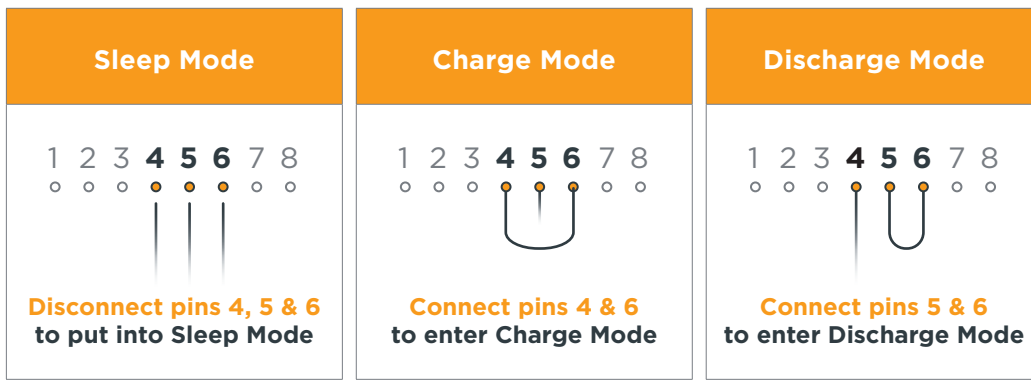 Sleep Mode
1 2 3 4 5 6 7 8
Disconnect pins 4, 5 & 6
to put into Sleep Mode
Charge Mode
1 2 3 4 5 6 7 8
Connect pins 4 & 6
to enter Charge Mode
Discharge Mode
1 2 3 4 5 6 7 8
Connect pins 5 & 6
to enter Discharge Mode